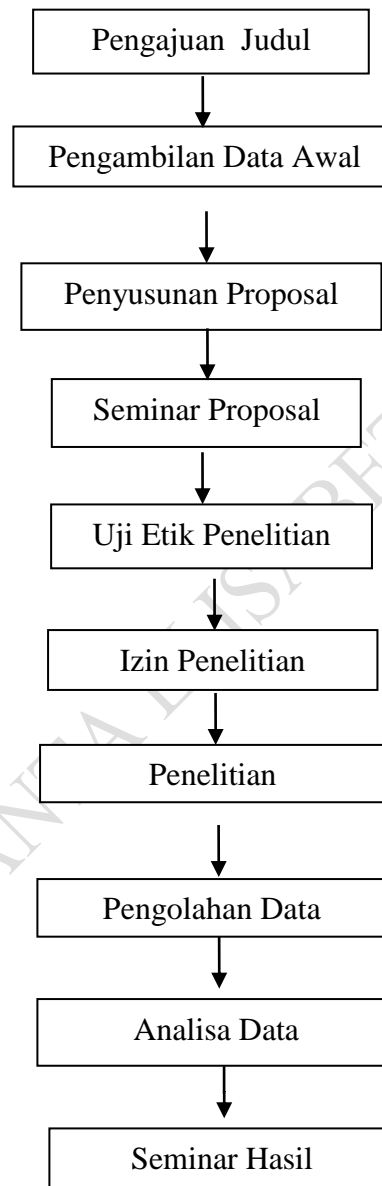 Pengajuan Judul
Pengambilan Data Awal
Penyusunan Proposal
Seminar Proposal
Uji Etik Penelitian
Izin Penelitian
Penelitian
Pengolahan Data
Analisa Data
Seminar Hasil